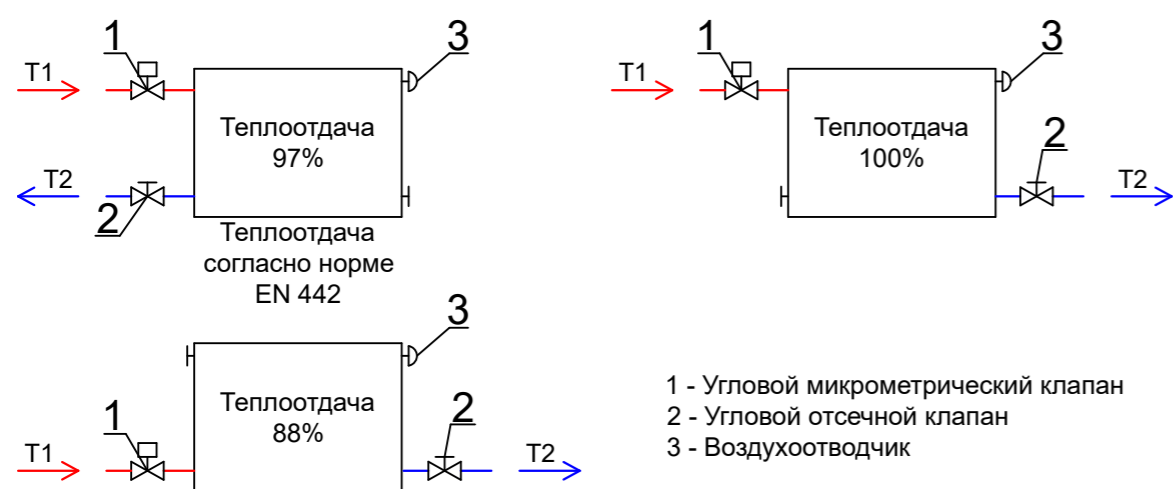 1
3
T1
Теплоотдача
97%
T2
2
Теплоотдача
согласно норме
EN 442
1
3
T1
Теплоотдача
100%
2
T2
3
1
Теплоотдача
88%
2
T1
T2
1 - Угловой микрометрический клапан
2 - Угловой отсечной клапан
3 - Воздухоотводчик